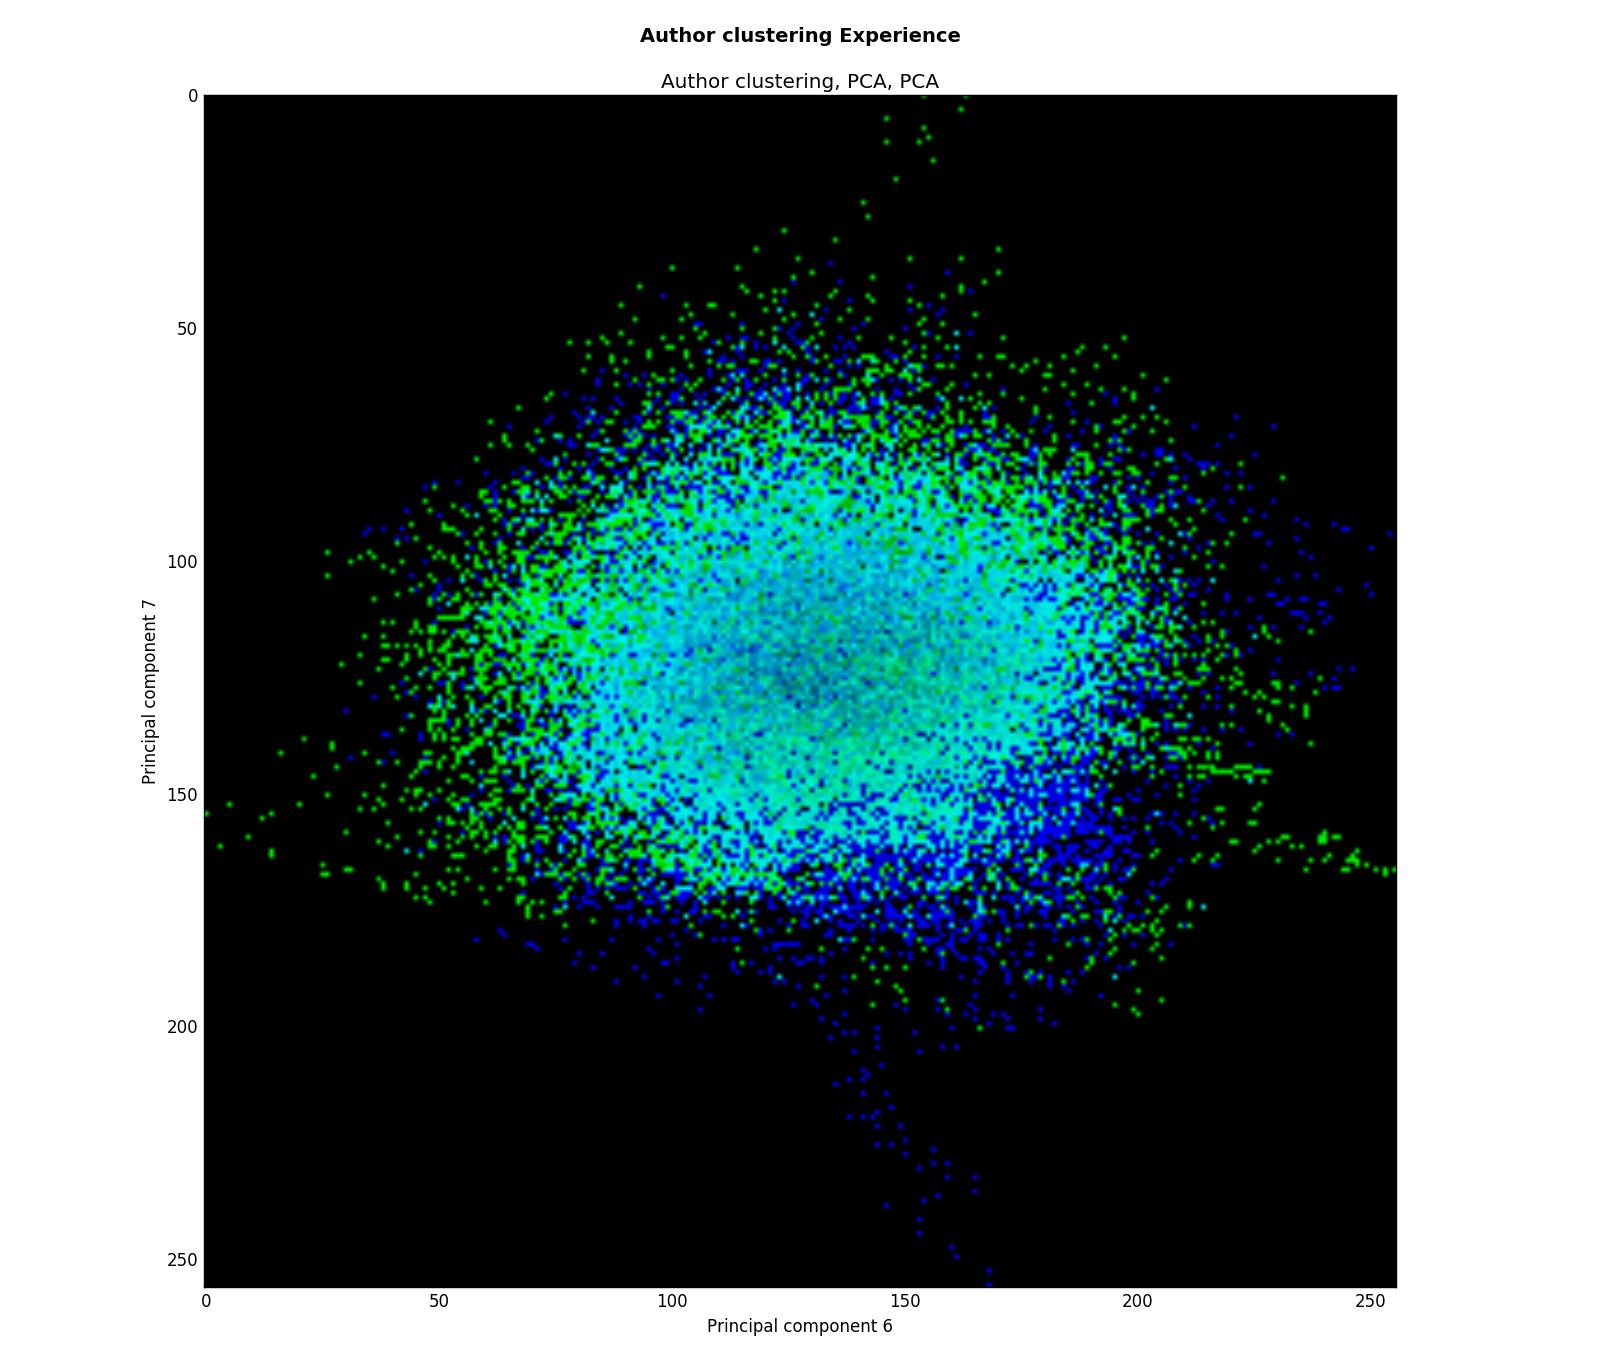 Author clustering Experience
Author clustering, PCA, PCA
0
50
100
150
200
250
Principal component 7
0 50 100 150 200 250
Principal component 6